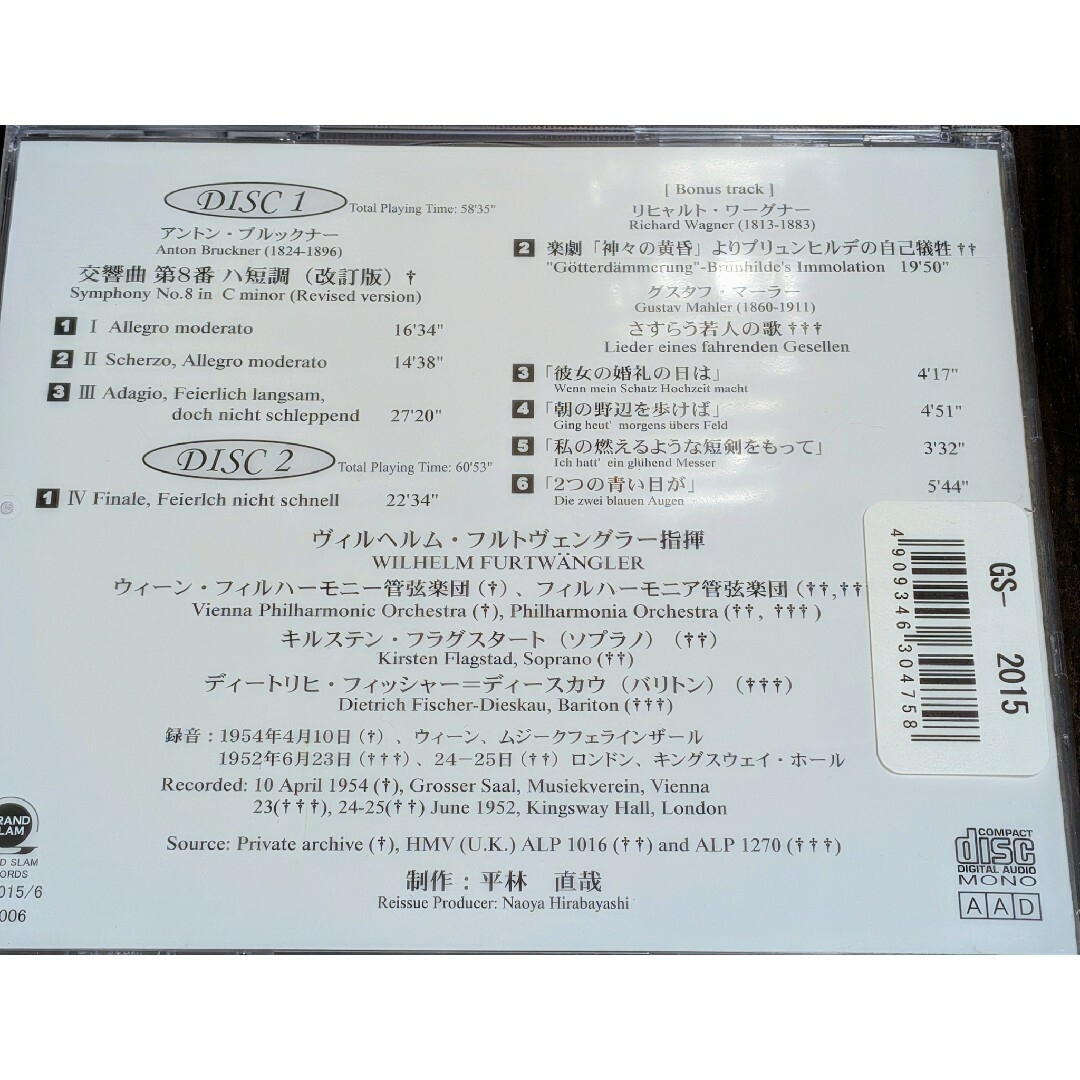 DISC 1 Total Playing Time: 58'35"
アントン・ブルックナー
Anton Bruckner (1824-1896)
交響曲 第8番 ハ短調（改訂版）†
Symphony No.8 in C minor (Revised version)
1 Ⅰ Allegro moderato 16'34"
2 Ⅱ Scherzo, Allegro moderato 14'38"
3 Ⅲ Adagio, Feierlich langsam,
doch nicht schleppend 27'20"
DISC 2 Total Playing Time: 60'53"
1 Ⅳ Finale, Feierlch nicht schnell 22'34"
[ Bonus track ]
リヒャルト・ワーグナー
Richard Wagner (1813-1883)
2 楽劇「神々の黄昏」よりブリュンヒルデの自己犠牲 ††
"Götterdämmerung"-Brünhilde's Immolation 19'50"
グスタフ・マーラー
Gustav Mahler (1860-1911)
さすらう若人の歌 †††
Lieder eines fahrenden Gesellen
3 「彼女の婚礼の日は」 4'17"
Wenn mein Schatz Hochzeit macht
4 「朝の野辺を歩けば」 4'51"
Ging heut' morgens übers Feld
5 「私の燃えるような短剣をもって」 3'32"
Ich hatt' ein glühend Messer
6 「2つの青い目が」 5'44"
Die zwei blauen Augen
ヴィルヘルム・フルトヴェングラー指揮
WILHELM FURTWÄNGLER
ウィーン・フィルハーモニー管弦楽団（†）、フィルハーモニア管弦楽団（††,††
Vienna Philharmonic Orchestra (†), Philharmonia Orchestra (††, †††)
キルステン・フラグスタート（ソプラノ）（††）
Kirsten Flagstad, Soprano (††)
ディートリヒ・フィッシャー＝ディースカウ（バリトン）（†††）
Dietrich Fischer-Dieskau, Bariton (†††)
録音：1954年4月10日（†）、ウィーン、ムジークフェラインザール
1952年6月23日（†††）、24－25日（††）ロンドン、キングスウェイ・ホール
Recorded: 10 April 1954 (†), Grosser Saal, Musiekverein, Vienna
23(†††), 24-25(††) June 1952, Kingsway Hall, London
Source: Private archive (†), HMV (U.K.) ALP 1016 (††) and ALP 1270 (†††)
制作：平林 直哉
Reissue Producer: Naoya Hirabayashi
GS- 2015
4909346304758
RAND
LAM
D SLAM
ORDS
015/6
006
COMPACT
disc
DIGITAL AUDIO
MONO
AAD